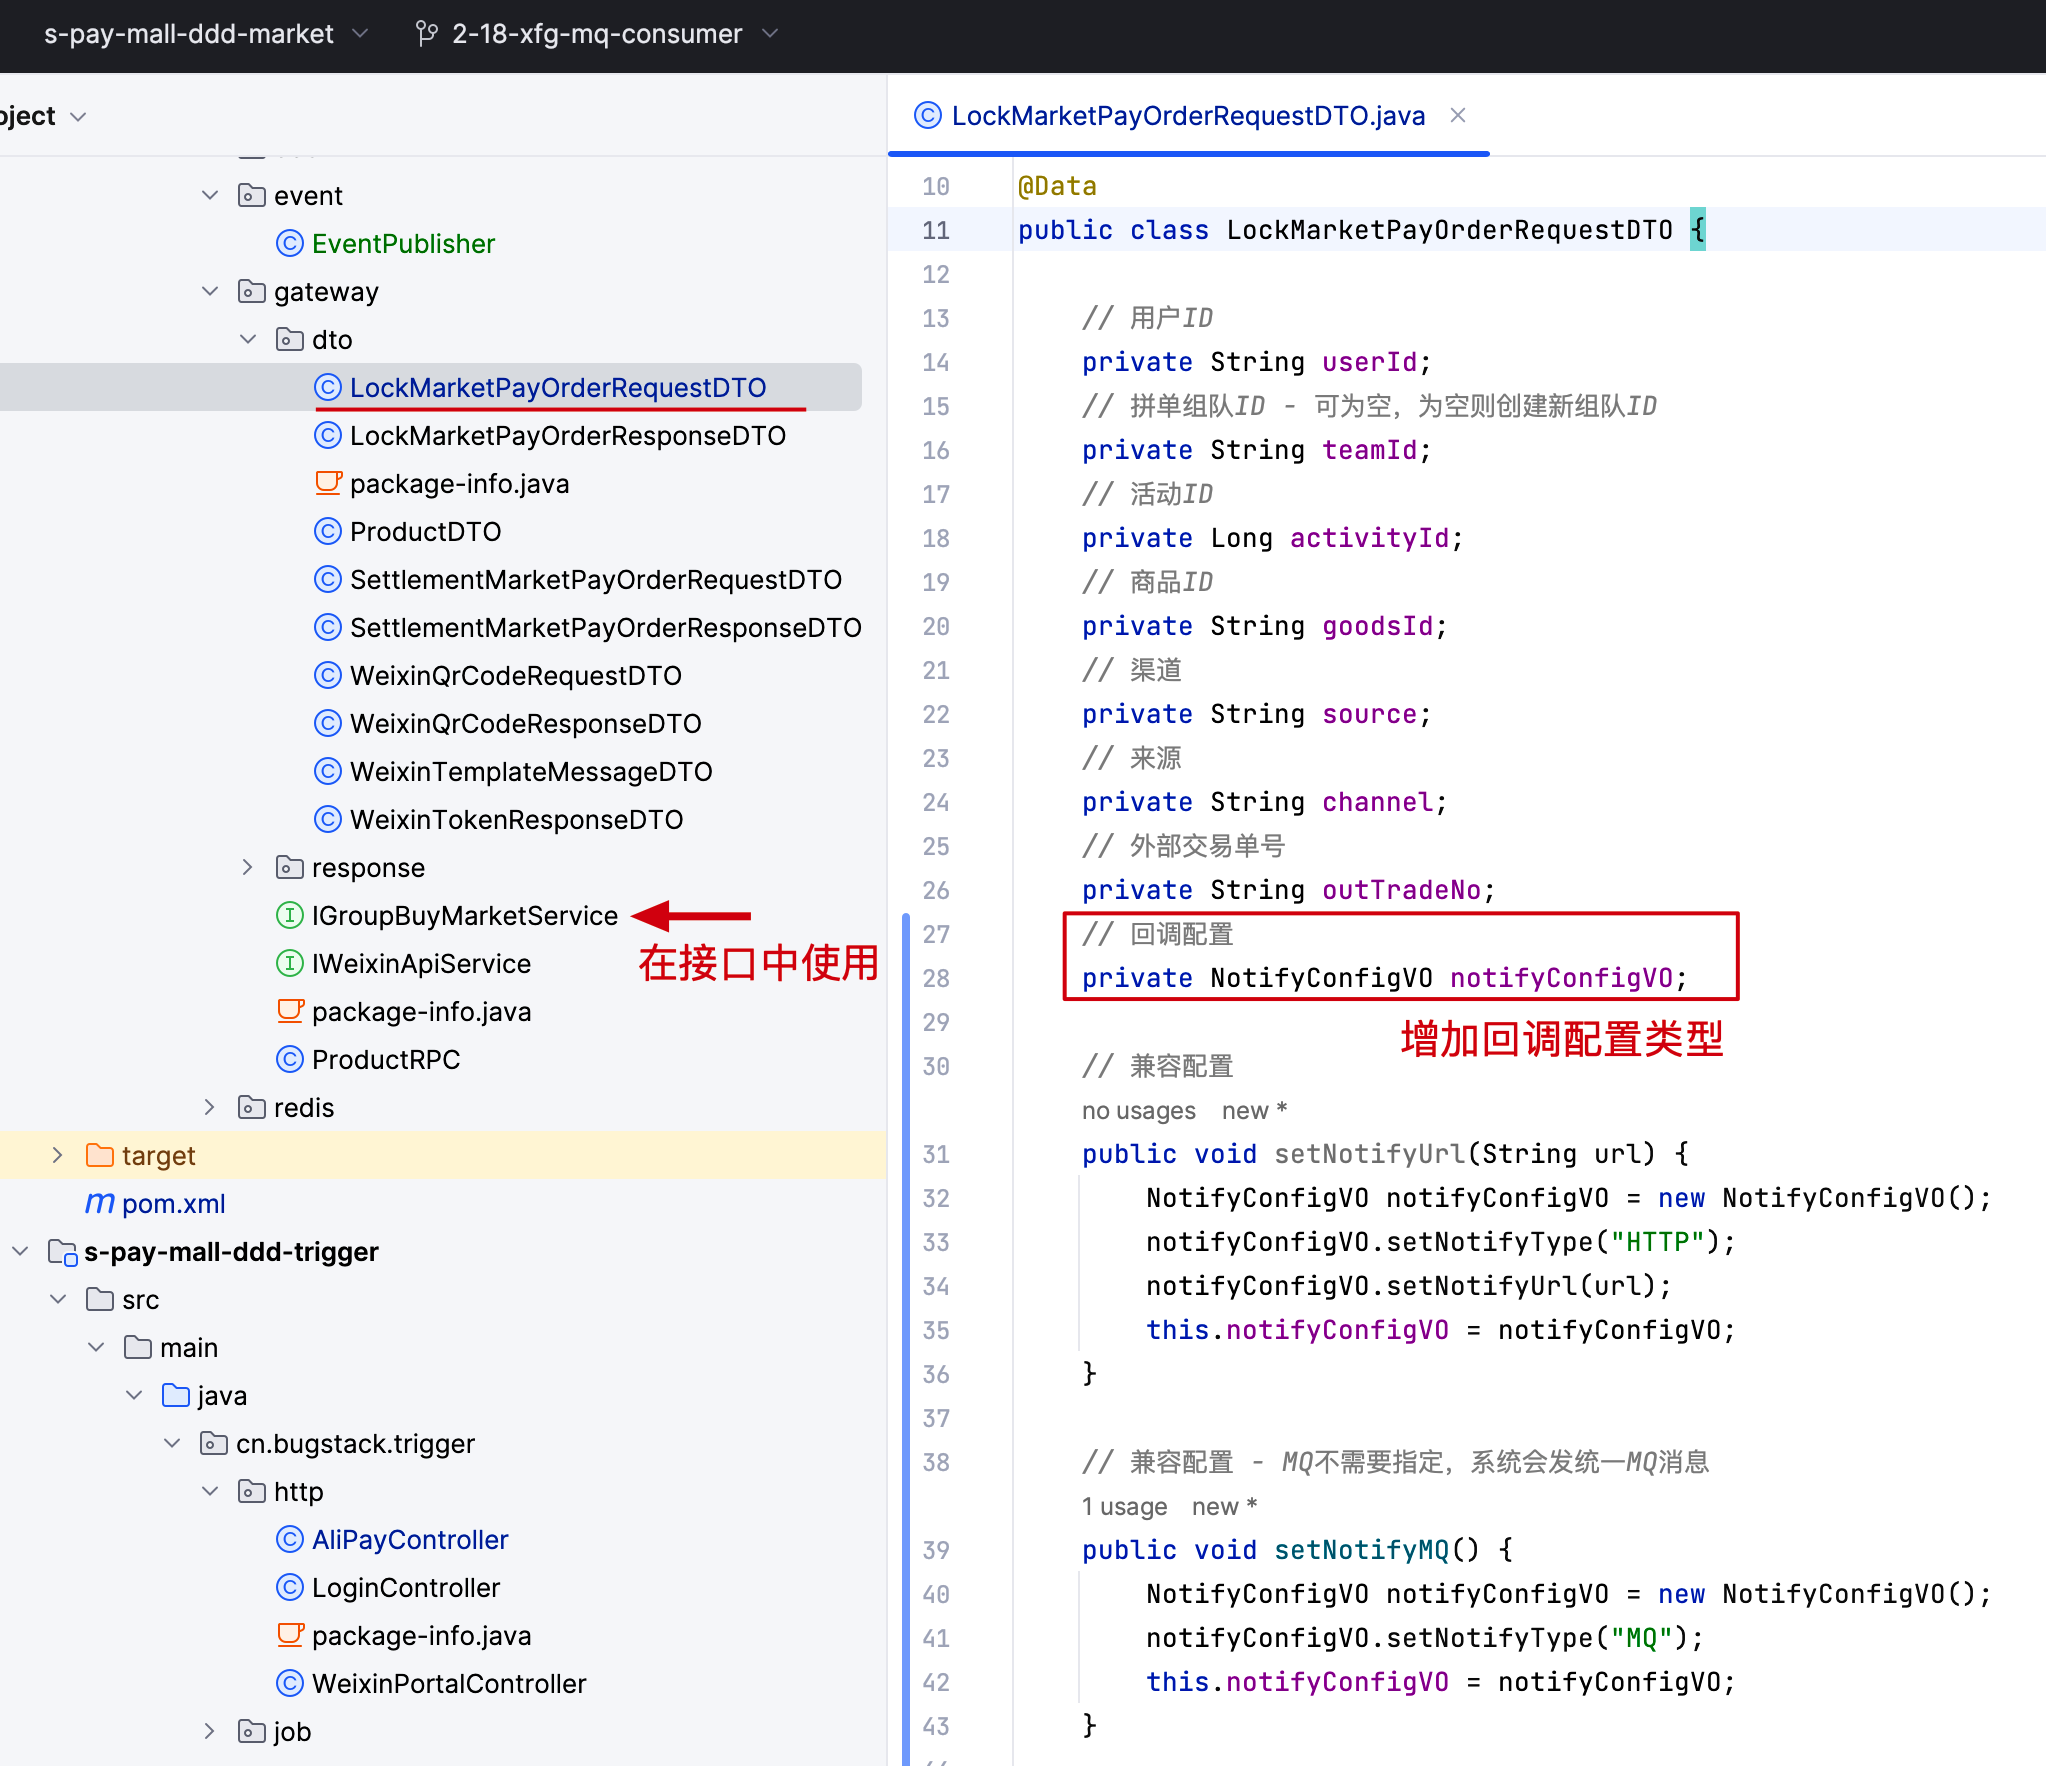 s-pay-mall-ddd-market
2-18-xfg-mq-consumer
oject
event
EventPublisher
gateway
dto
LockMarketPayOrderRequestDTO
LockMarketPayOrderResponseDTO
package-info.java
ProductDTO
SettlementMarketPayOrderRequestDTO
SettlementMarketPayOrderResponseDTO
WeixinQrCodeRequestDTO
WeixinQrCodeResponseDTO
WeixinTemplateMessageDTO
WeixinTokenResponseDTO
response
IGroupBuyMarketService
在接口中使用
IWeixinApiService
package-info.java
ProductRPC
redis
target
pom.xml
s-pay-mall-ddd-trigger
src
main
java
cn.bugstack.trigger
http
AliPayController
LoginController
package-info.java
WeixinPortalController
job
LockMarketPayOrderRequestDTO.java
10 @Data
11 public class LockMarketPayOrderRequestDTO {
12
13 // 用户ID
14 private String userId;
15 // 拼单组队ID - 可为空，为空则创建新组队ID
16 private String teamId;
17 // 活动ID
18 private Long activityId;
19 // 商品ID
20 private String goodsId;
21 // 渠道
22 private String source;
23 // 来源
24 private String channel;
25 // 外部交易单号
26 private String outTradeNo;
27 // 回调配置
28 private NotifyConfigVO notifyConfigVO;
29
增加回调配置类型
30 // 兼容配置
no usages new *
31 public void setNotifyUrl(String url) {
32 NotifyConfigVO notifyConfigVO = new NotifyConfigVO();
33 notifyConfigVO.setNotifyType("HTTP");
34 notifyConfigVO.setNotifyUrl(url);
35 this.notifyConfigVO = notifyConfigVO;
36 }
37
38 // 兼容配置 - MQ不需要指定，系统会发统一MQ消息
1 usage new *
39 public void setNotifyMQ() {
40 NotifyConfigVO notifyConfigVO = new NotifyConfigVO();
41 notifyConfigVO.setNotifyType("MQ");
42 this.notifyConfigVO = notifyConfigVO;
43 }